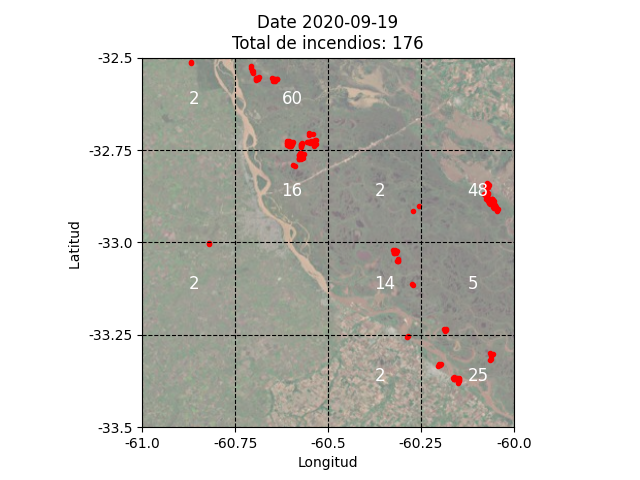 Date 2020-09-19
Total de incendios: 176
-32.5
2 60
-32.75
16 2 48
Latitud
-33.0
2 14 5
-33.25
2 25
-33.5
-61.0 -60.75 -60.5 -60.25 -60.0
Longitud